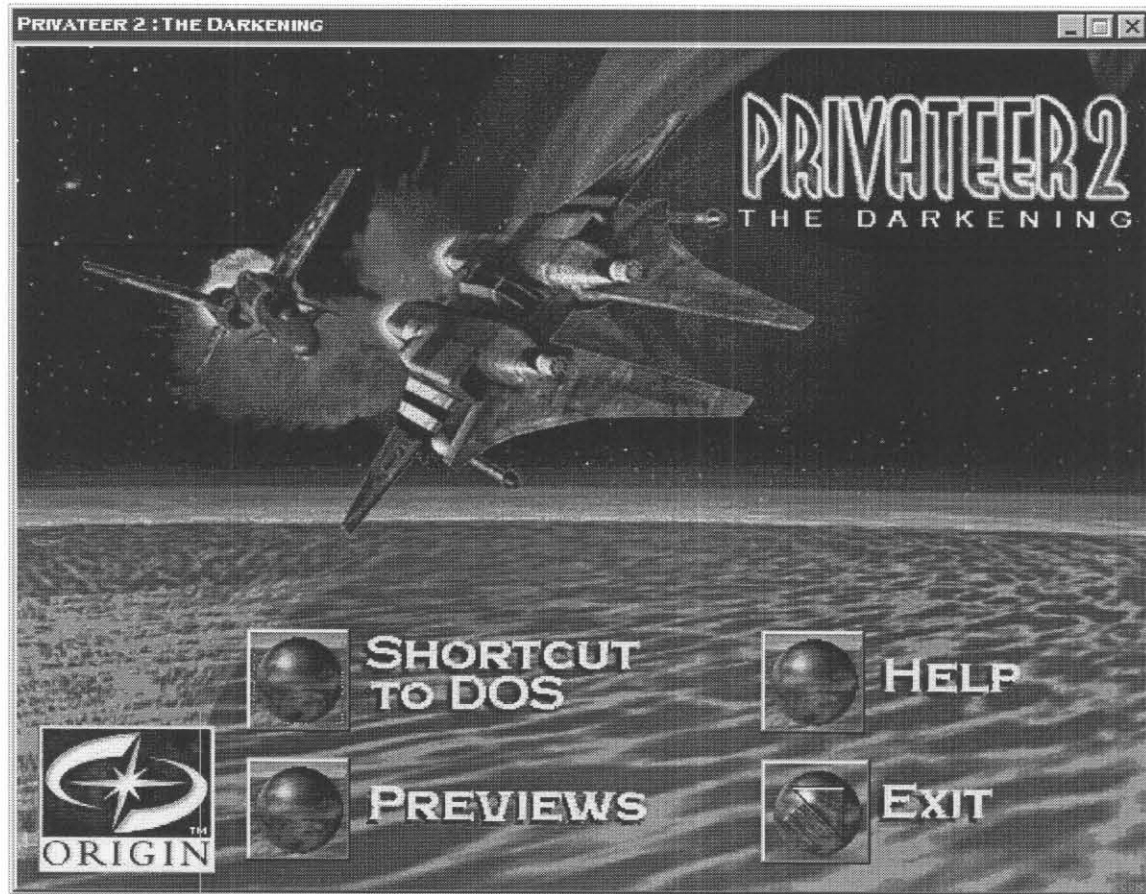 PRIVATEER 2 : THE DARKENING
PRIVATEER 2
THE DARKENING
SHORTCUT
TO DOS
HELP
PREVIEWS
EXIT
TM
ORIGIN